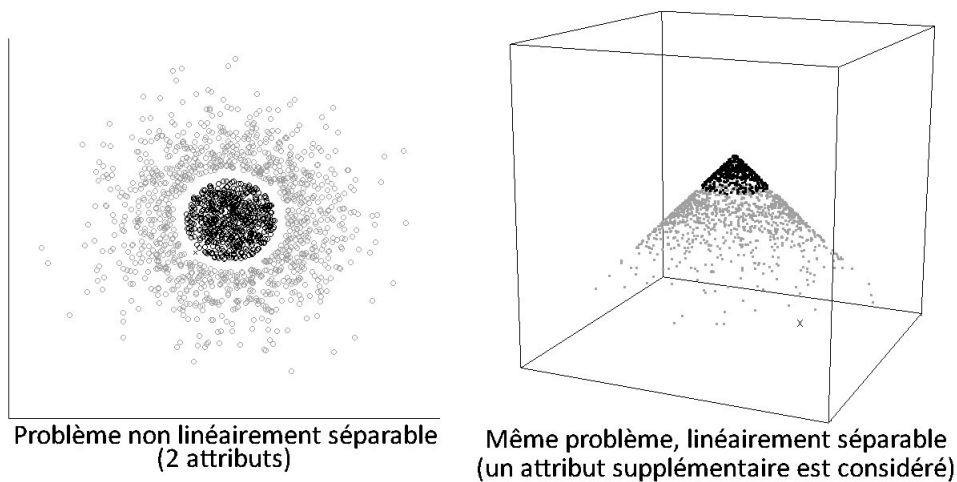 Problème non linéairement séparable
(2 attributs)
Même problème, linéairement séparable
(un attribut supplémentaire est considéré)
x
x